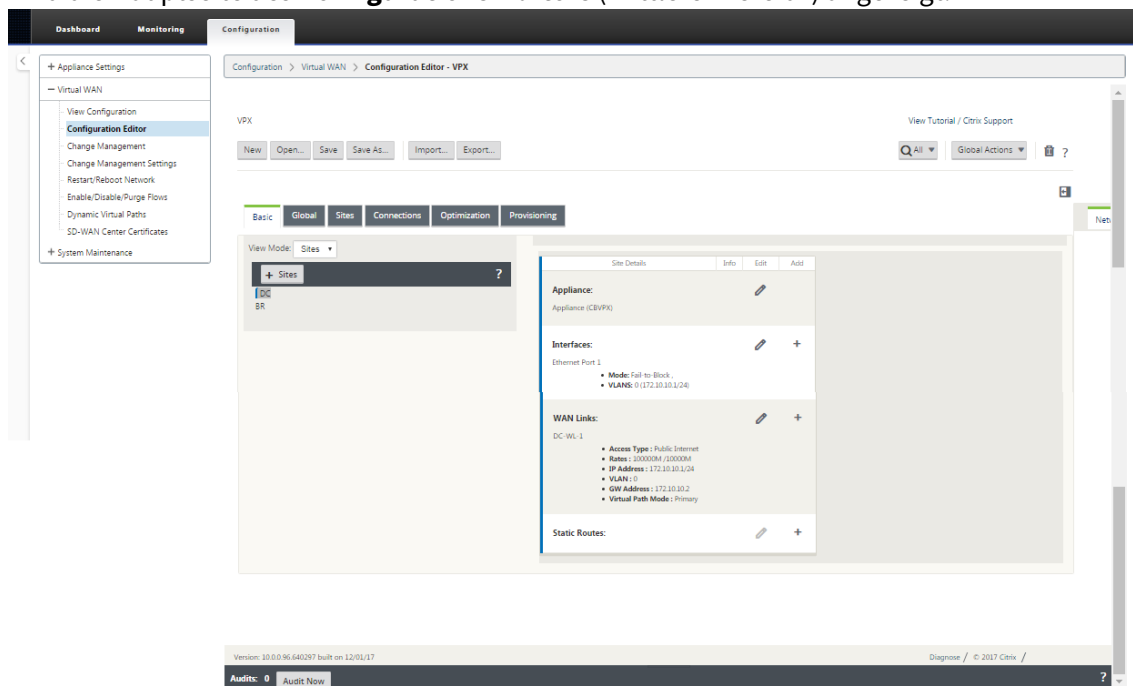 Dashboard Monitoring Configuration
+ Appliance Settings
− Virtual WAN
View Configuration
Configuration Editor
Change Management
Change Management Settings
Restart/Reboot Network
Enable/Disable/Purge Flows
Dynamic Virtual Paths
SD-WAN Center Certificates
+ System Maintenance
Configuration > Virtual WAN > Configuration Editor - VPX
VPX
View Tutorial / Citrix Support
New Open... Save Save As... Import... Export...
All Global Actions ?
Basic Global Sites Connections Optimization Provisioning
View Mode: Sites
+ Sites ?
DC
BR
Site Details Info Edit Add
Appliance:
Appliance (CBVPX)
Interfaces: +
Ethernet Port 1
• Mode: Fail-to-Block ,
• VLANS: 0 (172.10.10.1/24)
WAN Links: +
DC-WL-1
• Access Type : Public Internet
• Rates : 100000M /10000M
• IP Address : 172.10.10.1/24
• VLAN : 0
• GW Address : 172.10.10.2
• Virtual Path Mode : Primary
Static Routes: +
Version: 10.0.0.96.640297 built on 12/01/17
Diagnose / © 2017 Citrix /
Audits: 0 Audit Now ?